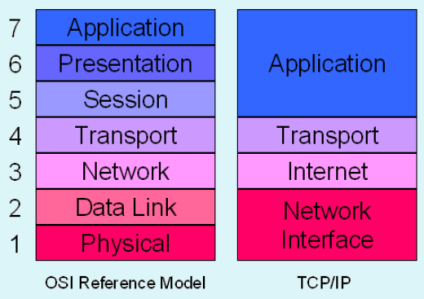 7 Application
6 Presentation
5 Session
4 Transport
3 Network
2 Data Link
1 Physical
OSI Reference Model
Application
Transport
Internet
Network
Interface
TCP/IP